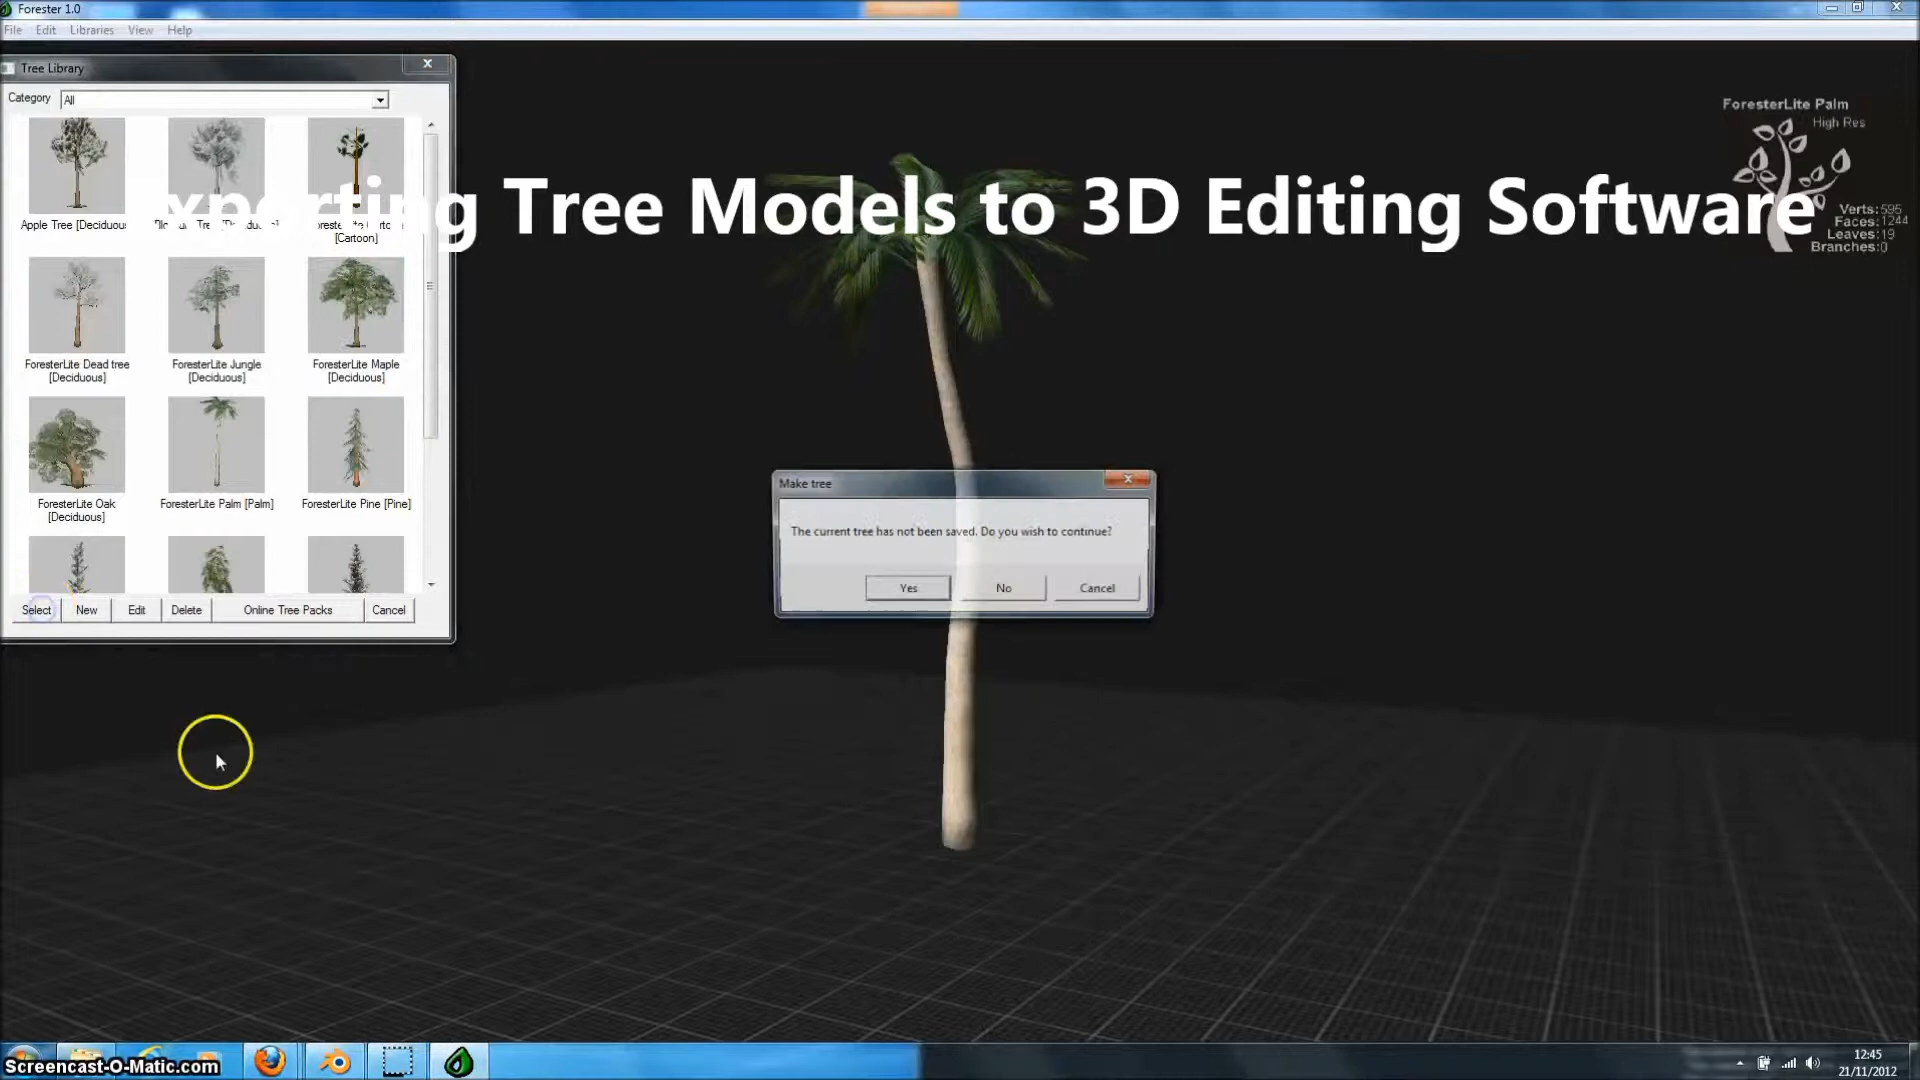 Forester 1.0
File Edit Libraries View Help
Tree Library
Category All
Exporting Tree Models to 3D Editing Software
Apple Tree [Deciduous
[Cartoon]
ForesterLite Dead tree
[Deciduous]
ForesterLite Jungle
[Deciduous]
ForesterLite Maple
[Deciduous]
ForesterLite Oak
[Deciduous]
ForesterLite Palm [Palm]
ForesterLite Pine [Pine]
Select New Edit Delete Online Tree Packs Cancel
Make tree
The current tree has not been saved. Do you wish to continue?
Yes No Cancel
ForesterLite Palm
High Res
Verts:595
Faces:1244
Leaves:19
Branches:0
Screencast-O-Matic.com
12:45
21/11/2012